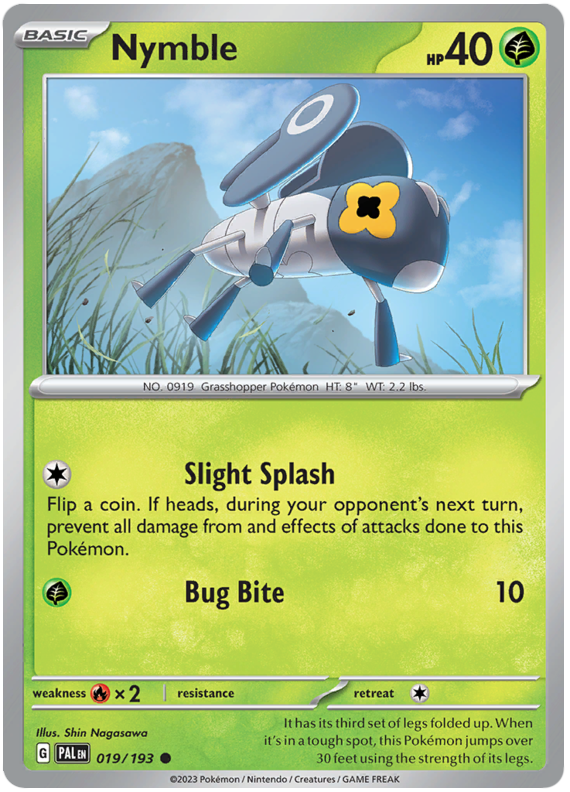 BASIC Nymble HP40
NO. 0919 Grasshopper Pokémon HT: 8" WT: 2.2 lbs.
Slight Splash
Flip a coin. If heads, during your opponent's next turn,
prevent all damage from and effects of attacks done to this
Pokémon.
Bug Bite 10
weakness ×2 resistance retreat
Illus. Shin Nagasawa
G PAL EN 019/193
It has its third set of legs folded up. When
it's in a tough spot, this Pokémon jumps over
30 feet using the strength of its legs.
©2023 Pokémon / Nintendo / Creatures / GAME FREAK